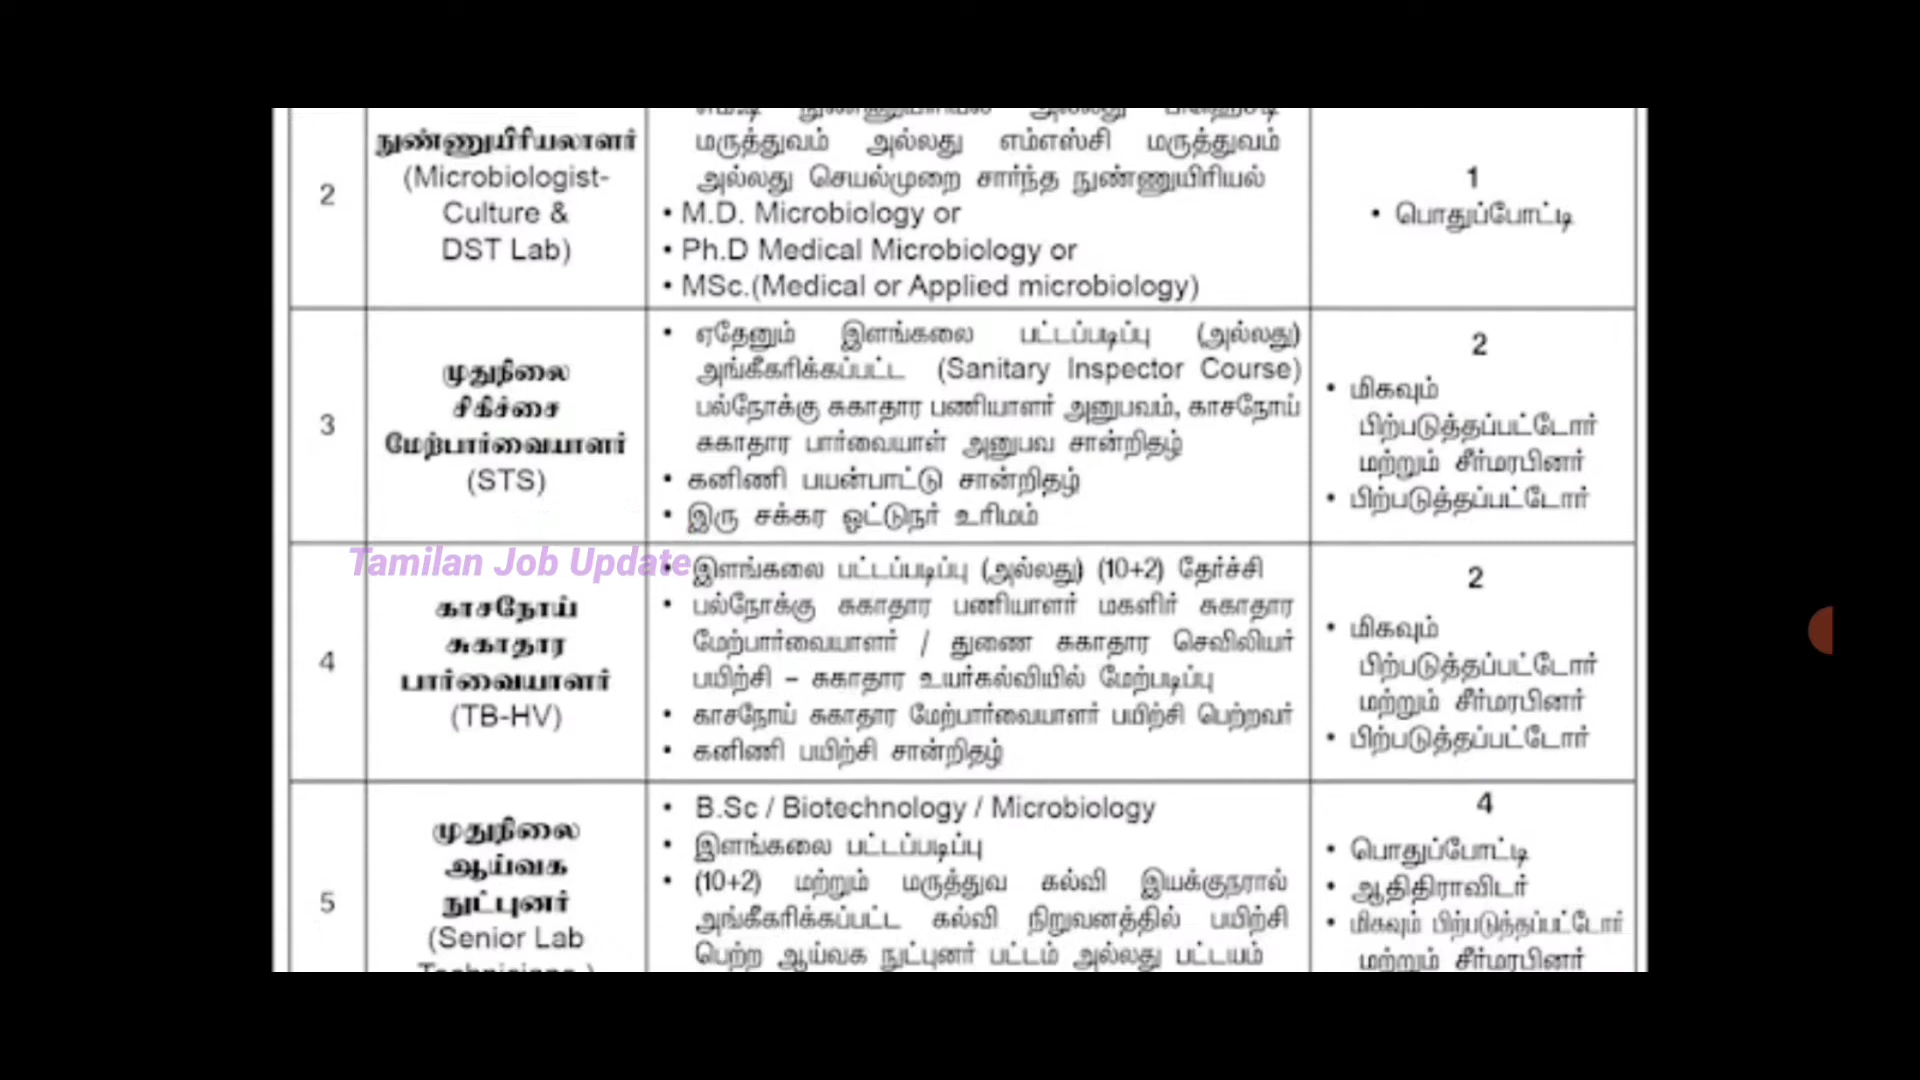 2
நுண்ணுயிரியலாளர்
(Microbiologist-
Culture &
DST Lab)
மருத்துவம் அல்லது எம்எஸ்சி மருத்துவம்
அல்லது செயல்முறை சார்ந்த நுண்ணுயிரியல்
• M.D. Microbiology or
• Ph.D Medical Microbiology or
• MSc.(Medical or Applied microbiology)
1
• பொதுப்போட்டி
3
முதுநிலை
சிகிச்சை
மேற்பார்வையாளர்
(STS)
• ஏதேனும் இளங்கலை பட்டப்படிப்பு (அல்லது)
அங்கீகரிக்கப்பட்ட (Sanitary Inspector Course)
பல்நோக்கு சுகாதார பணியாளர் அனுபவம், காசநோய்
சுகாதார பார்வையாள் அனுபவ சான்றிதழ்
• கனிணி பயன்பாட்டு சான்றிதழ்
• இரு சக்கர ஓட்டுநர் உரிமம்
2
• மிகவும்
பிற்படுத்தப்பட்டோர்
மற்றும் சீர்மரபினர்
• பிற்படுத்தப்பட்டோர்
Tamilan Job Update
4
காசநோய்
சுகாதார
பார்வையாளர்
(TB-HV)
இளங்கலை பட்டப்படிப்பு (அல்லது) (10+2) தேர்ச்சி
• பல்நோக்கு சுகாதார பணியாளர் மகளிர் சுகாதார
மேற்பார்வையாளர் / துணை சுகாதார செவிலியர்
பயிற்சி – சுகாதார உயர்கல்வியில் மேற்படிப்பு
• காசநோய் சுகாதார மேற்பார்வையாளர் பயிற்சி பெற்றவர்
• கனிணி பயிற்சி சான்றிதழ்
2
• மிகவும்
பிற்படுத்தப்பட்டோர்
மற்றும் சீர்மரபினர்
• பிற்படுத்தப்பட்டோர்
5
முதுநிலை
ஆய்வக
நுட்புனர்
(Senior Lab
• B.Sc / Biotechnology / Microbiology
• இளங்கலை பட்டப்படிப்பு
• (10+2) மற்றும் மருத்துவ கல்வி இயக்குநரால்
அங்கீகரிக்கப்பட்ட கல்வி நிறுவனத்தில் பயிற்சி
பெற்ற ஆய்வக நுட்புனர் பட்டம் அல்லது பட்டயம்
4
• பொதுப்போட்டி
• ஆதிதிராவிடர்
• மிகவும் பிற்படுத்தப்பட்டோர்
மற்றும் சீர்மரபினர்